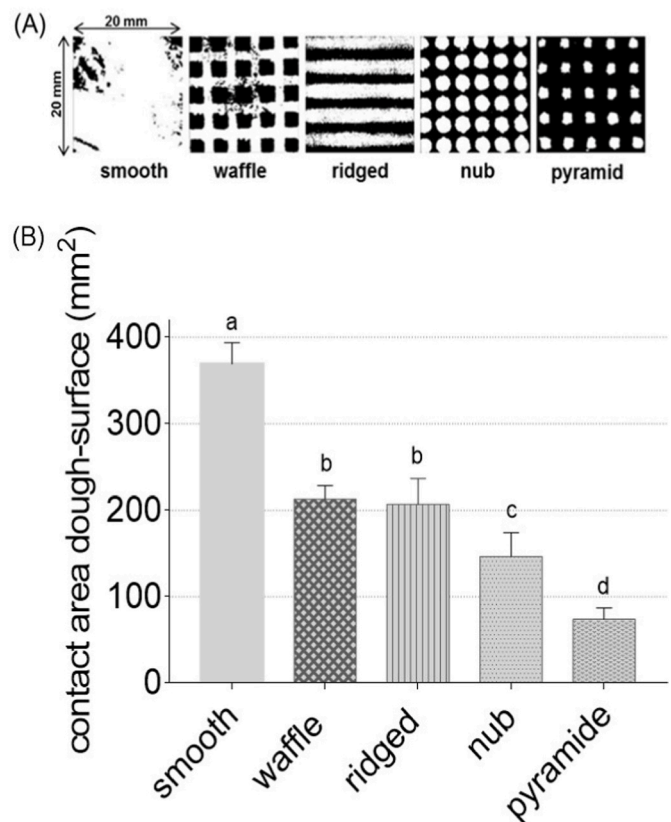 (A)
20 mm
20 mm
smooth waffle ridged nub pyramid
(B)
contact area dough-surface (mm²)
400
300
200
100
0
a
b
b
c
d
smooth
waffle
ridged
nub
pyramide